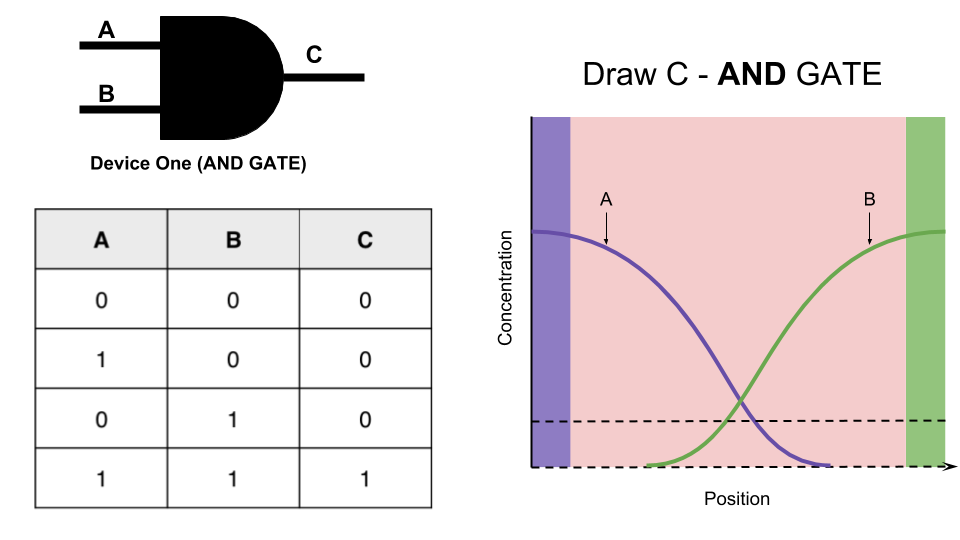 A
B
C
Device One (AND GATE)
A B C
0 0 0
1 0 0
0 1 0
1 1 1
Draw C - AND GATE
A
B
Concentration
Position